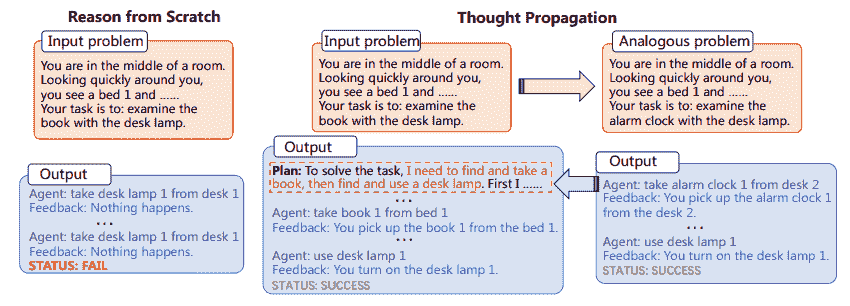 Reason from Scratch
Input problem
You are in the middle of a room.
Looking quickly around you,
you see a bed 1 and ......
Your task is to: examine the
book with the desk lamp.
Output
Agent: take desk lamp 1 from desk 1
Feedback: Nothing happens.
...
Agent: take desk lamp 1 from desk 1
Feedback: Nothing happens.
STATUS: FAIL
Thought Propagation
Input problem
You are in the middle of a room.
Looking quickly around you,
you see a bed 1 and ......
Your task is to: examine the
book with the desk lamp.
Analogous problem
You are in the middle of a room.
Looking quickly around you,
you see a bed 1 and ......
Your task is to: examine the
alarm clock with the desk lamp.
Output
Plan: To solve the task, I need to find and take a
book, then find and use a desk lamp. First I ......
...
Agent: take book 1 from bed 1
Feedback: You pick up the book 1 from the bed 1.
...
Agent: use desk lamp 1
Feedback: You turn on the desk lamp 1.
STATUS: SUCCESS
Output
Agent: take alarm clock 1 from desk 2
Feedback: You pick up the alarm clock 1
from the desk 2.
...
Agent: use desk lamp 1
Feedback: You turn on the desk lamp 1.
STATUS: SUCCESS